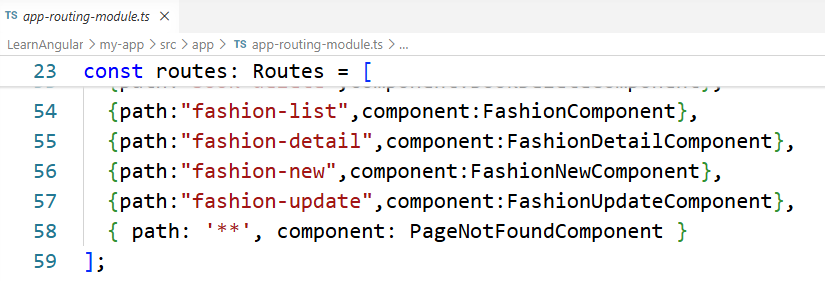 TS app-routing-module.ts ×
LearnAngular > my-app > src > app > TS app-routing-module.ts > ...
23 const routes: Routes = [
54 {path:"fashion-list",component:FashionComponent},
55 {path:"fashion-detail",component:FashionDetailComponent},
56 {path:"fashion-new",component:FashionNewComponent},
57 {path:"fashion-update",component:FashionUpdateComponent},
58 { path: '**', component: PageNotFoundComponent }
59 ];